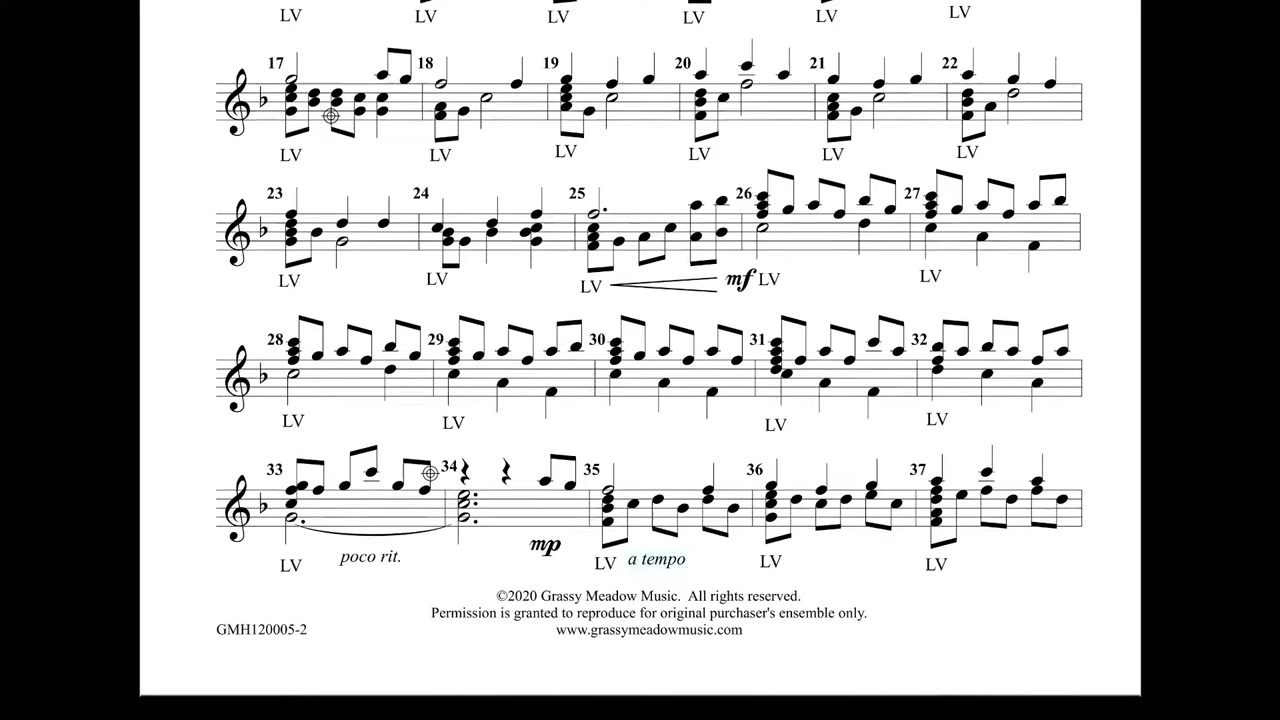 LV LV LV LV LV LV
17 18 19 20 21 22
LV LV LV LV LV LV
23 24 25 26 27
LV LV LV mf LV LV
28 29 30 31 32
LV LV LV LV
33 34 35 36 37
LV poco rit. mp LV a tempo LV LV
©2020 Grassy Meadow Music. All rights reserved.
Permission is granted to reproduce for original purchaser's ensemble only.
GMH120005-2 www.grassymeadowmusic.com